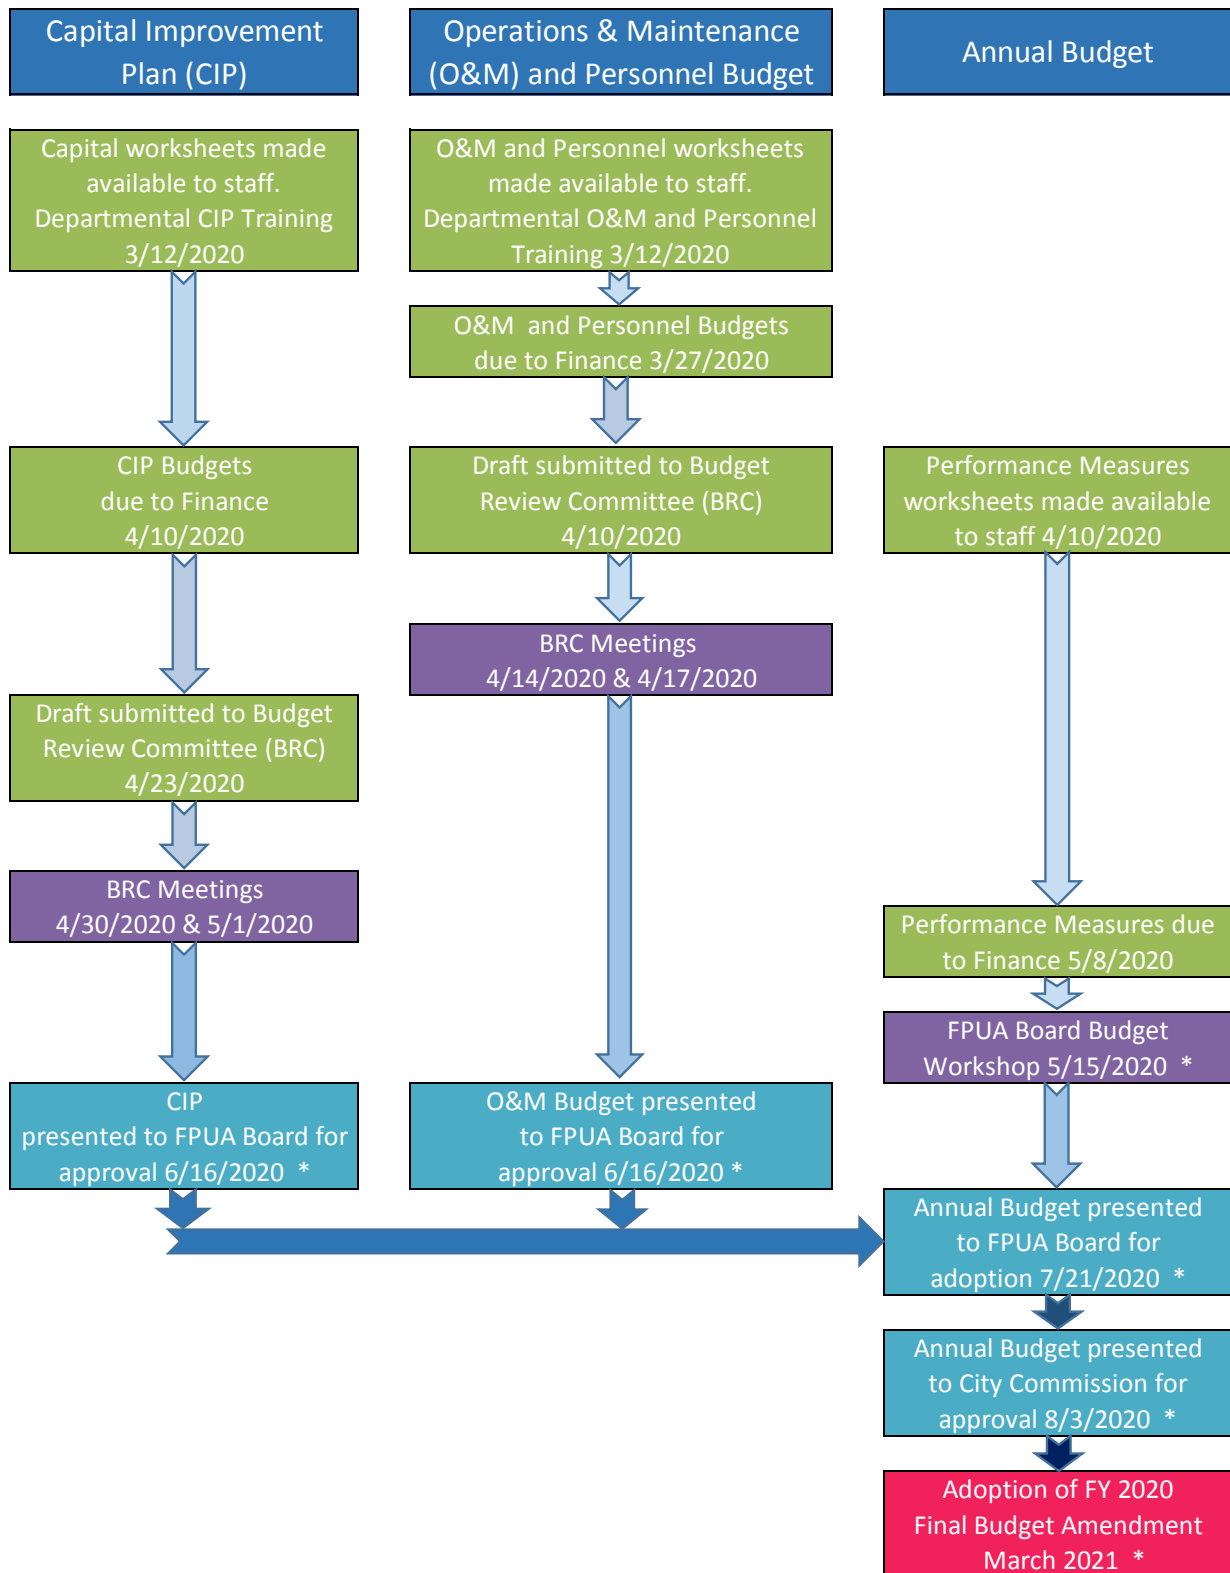 Capital Improvement
Plan (CIP)
Operations & Maintenance
(O&M) and Personnel Budget
Annual Budget
Capital worksheets made
available to staff.
Departmental CIP Training
3/12/2020
O&M and Personnel worksheets
made available to staff.
Departmental O&M and Personnel
Training 3/12/2020
O&M  and Personnel Budgets
due to Finance 3/27/2020
CIP Budgets
due to Finance
4/10/2020
Draft submitted to Budget
Review Committee (BRC)
4/10/2020
Performance Measures
worksheets made available
to staff 4/10/2020
BRC Meetings
4/14/2020 & 4/17/2020
Draft submitted to Budget
Review Committee (BRC)
4/23/2020
BRC Meetings
4/30/2020 & 5/1/2020
Performance Measures due
to Finance 5/8/2020
FPUA Board Budget
Workshop 5/15/2020  *
CIP
presented to FPUA Board for
approval 6/16/2020  *
O&M Budget presented
to FPUA Board for
approval 6/16/2020  *
Annual Budget presented
to FPUA Board for
adoption 7/21/2020  *
Annual Budget presented
to City Commission for
approval 8/3/2020  *
Adoption of FY 2020
Final Budget Amendment
March 2021  *